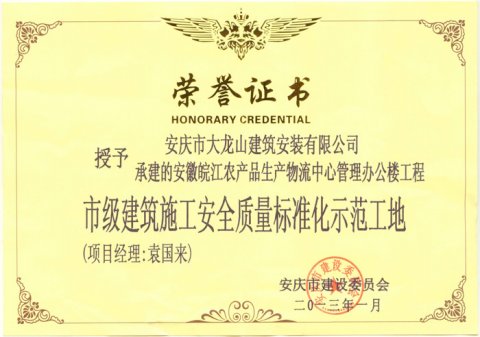 荣誉证书
HONORARY CREDENTIAL
授予
安庆市大龙山建筑安装有限公司
承建的安徽皖江农产品生产物流中心管理办公楼工程
市级建筑施工安全质量标准化示范工地
(项目经理:袁国来)
安庆市建设委员会
二〇一三年一月